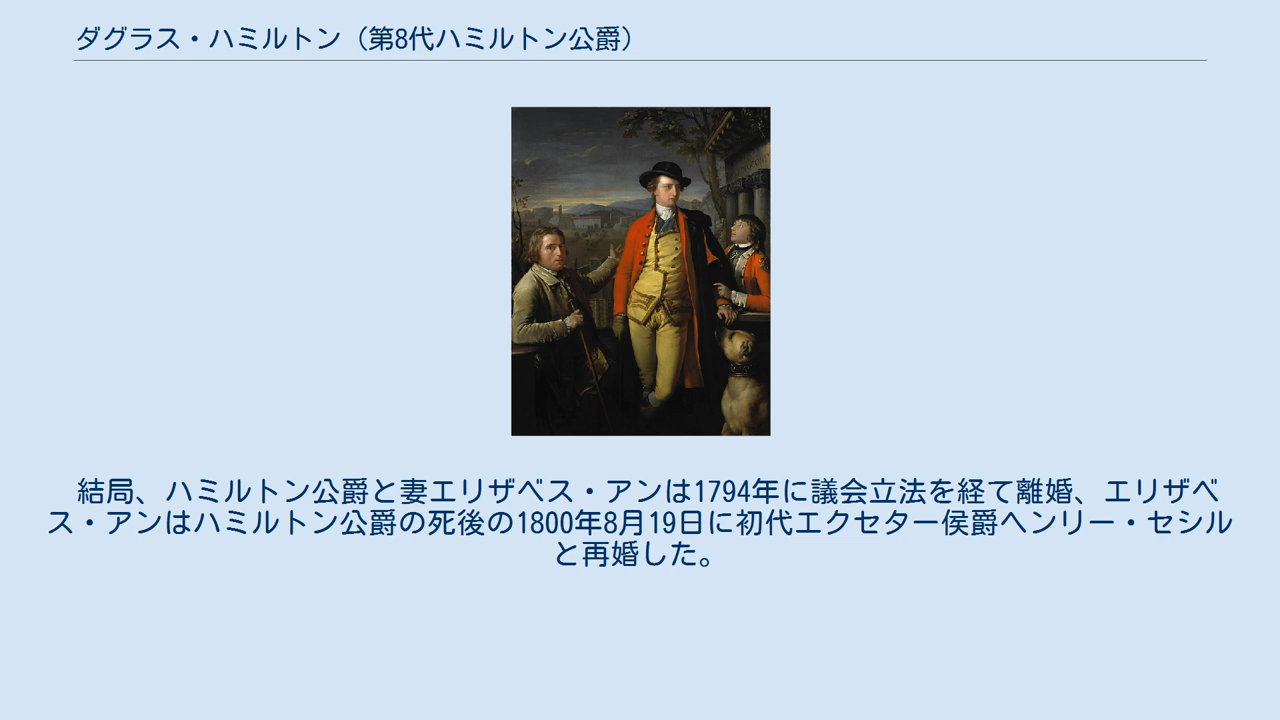 ダグラス・ハミルトン（第8代ハミルトン公爵）
結局、ハミルトン公爵と妻エリザベス・アンは1794年に議会立法を経て離婚、エリザベ
ス・アンはハミルトン公爵の死後の1800年8月19日に初代エクセター侯爵ヘンリー・セシル
と再婚した。